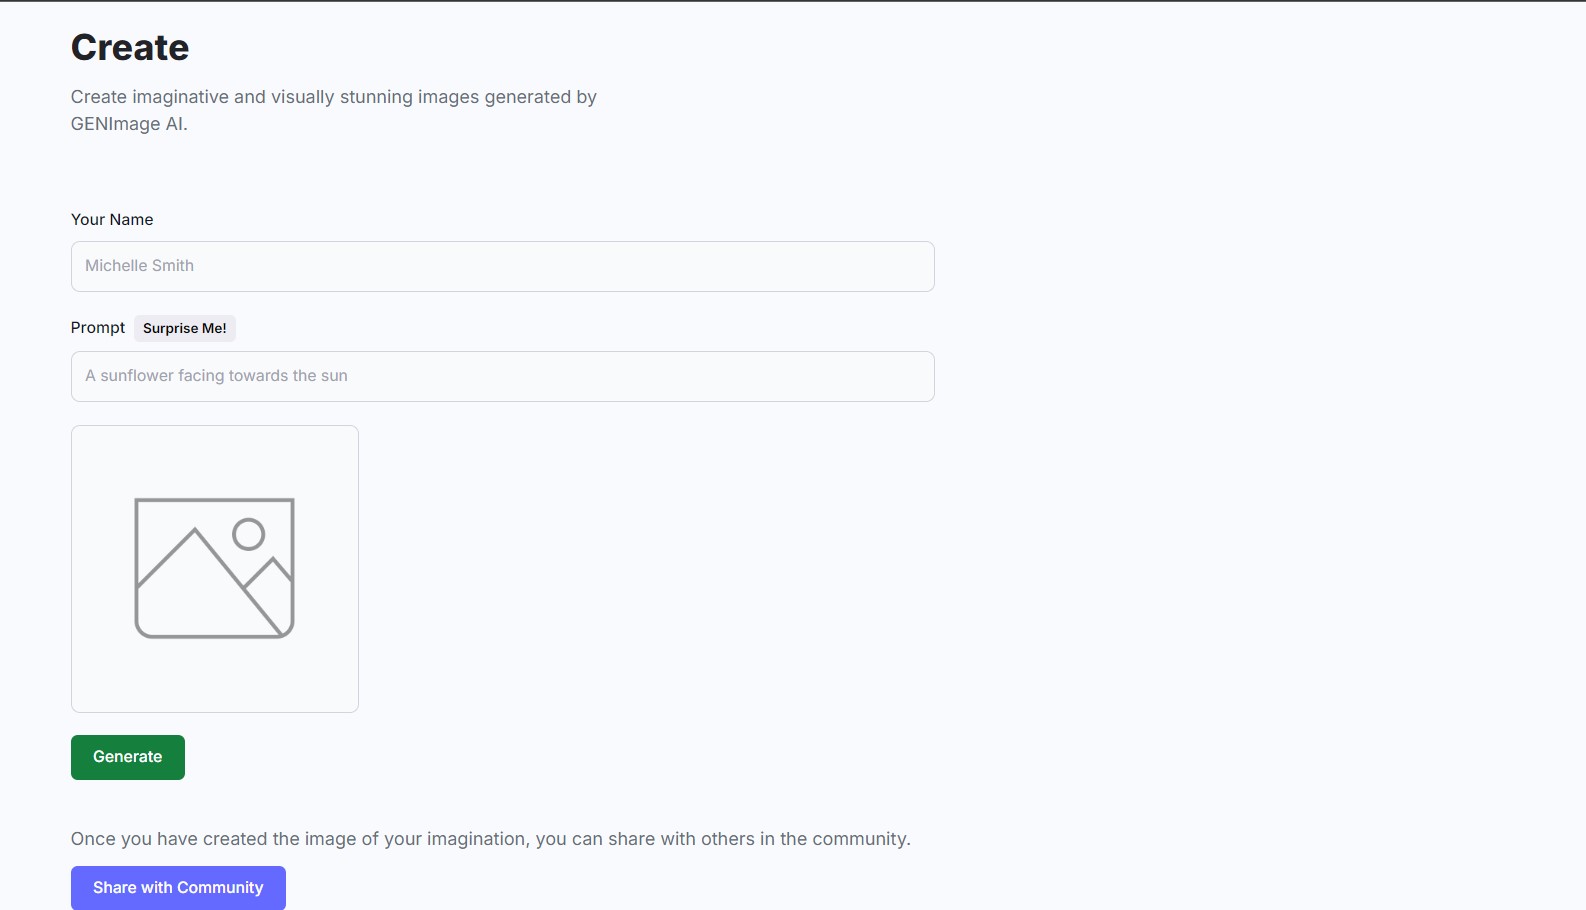 Create
Create imaginative and visually stunning images generated by
GENImage AI.
Your Name
Michelle Smith
Prompt Surprise Me!
A sunflower facing towards the sun
Generate
Once you have created the image of your imagination, you can share with others in the community.
Share with Community